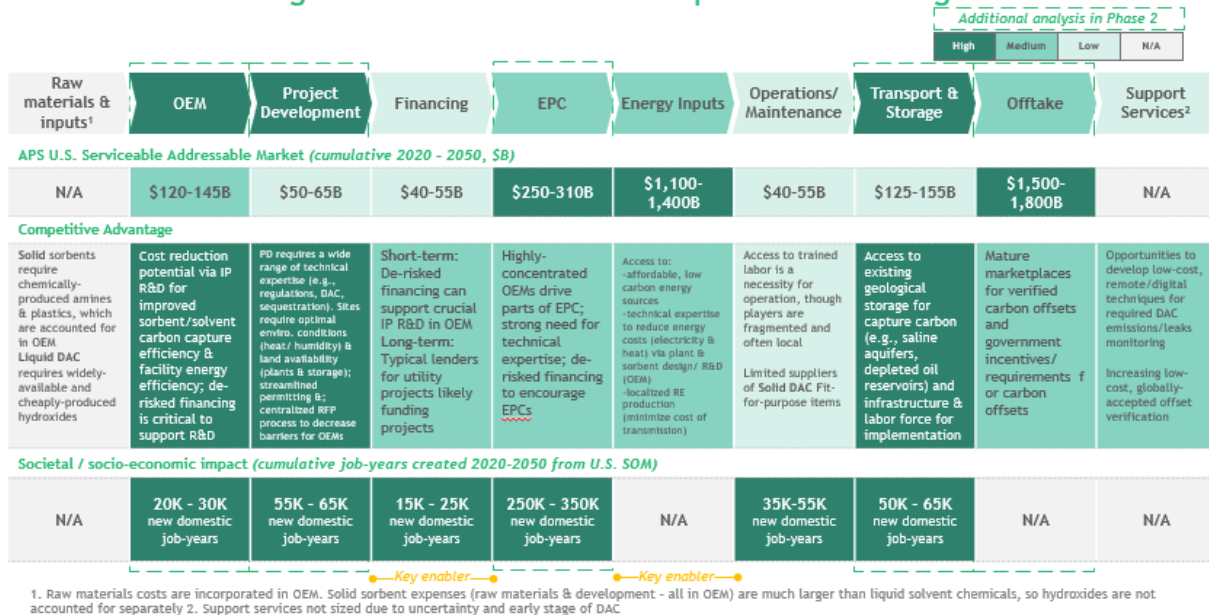 Additional analysis in Phase 2
High
Medium
Low
N/A
Raw
materials &
inputs¹
OEM
Project
Development
Financing
EPC
Energy Inputs
Operations/
Maintenance
Transport &
Storage
Offtake
Support
Services²
APS U.S. Serviceable Addressable Market (cumulative 2020 - 2050, $B)
N/A
$120-145B
$50-65B
$40-55B
$250-310B
$1,100-
1,400B
$40-55B
$125-155B
$1,500-
1,800B
N/A
Competitive Advantage
Solid sorbents
require
chemically-
produced amines
& plastics, which
are accounted for
in OEM
Liquid DAC
requires widely-
available and
cheaply-produced
hydroxides
Cost reduction
potential via IP
R&D for
improved
sorbent/solvent
carbon capture
efficiency &
facility energy
efficiency; de-
risked financing
is critical to
support R&D
PD requires a wide
range of technical
expertise (e.g.,
regulations, DAC,
sequestration). Sites
require optimal
enviro. conditions
(heat/ humidity) &
land availability
(plants & storage);
streamlined
permitting &;
centralized RFP
process to decrease
barriers for OEMs
Short-term:
De-risked
financing can
support crucial
IP R&D in OEM
Long-term:
Typical lenders
for utility
projects likely
funding
projects
Highly-
concentrated
OEMs drive
parts of EPC;
strong need for
technical
expertise; de-
risked financing
to encourage
EPCs
Access to:
-affordable, low
carbon energy
sources
-technical expertise
to reduce energy
costs (electricity &
heat) via plant &
sorbent design/ R&D
(OEM)
-localized RE
production
(minimize cost of
transmission)
Access to trained
labor is a
necessity for
operation, though
players are
fragmented and
often local
Limited suppliers
of Solid DAC Fit-
for-purpose items
Access to
existing
geological
storage for
capture carbon
(e.g., saline
aquifers,
depleted oil
reservoirs) and
infrastructure &
labor force for
implementation
Mature
marketplaces
for verified
carbon offsets
and
government
incentives/
requirements f
or carbon
offsets
Opportunities to
develop low-cost,
remote/digital
techniques for
required DAC
emissions/leaks
monitoring
Increasing low-
cost, globally-
accepted offset
verification
Societal / socio-economic impact (cumulative job-years created 2020-2050 from U.S. SOM)
N/A
20K - 30K
new domestic
job-years
55K - 65K
new domestic
job-years
15K - 25K
new domestic
job-years
250K - 350K
new domestic
job-years
N/A
35K-55K
new domestic
job-years
50K - 65K
new domestic
job-years
N/A
N/A
Key enabler
Key enabler
1. Raw materials costs are incorporated in OEM. Solid sorbent expenses (raw materials & development - all in OEM) are much larger than liquid solvent chemicals, so hydroxides are not
accounted for separately 2. Support services not sized due to uncertainty and early stage of DAC